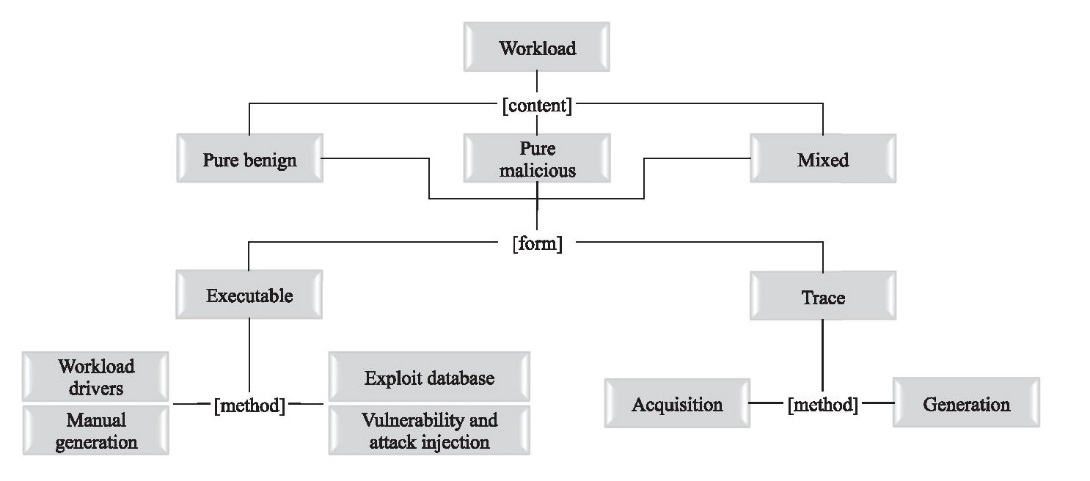 Workload
[content]
Pure benign
Pure
malicious
Mixed
[form]
Executable
Trace
Workload
drivers
Manual
generation
[method]
Exploit database
Vulnerability and
attack injection
Acquisition
[method]
Generation